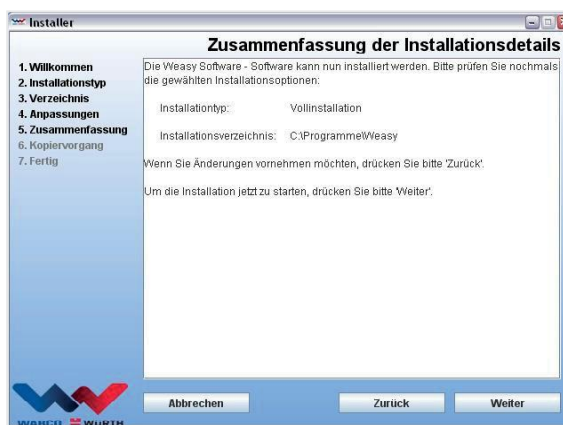 Installer
Zusammenfassung der Installationsdetails
1. Willkommen
2. Installationstyp
3. Verzeichnis
4. Anpassungen
5. Zusammenfassung
6. Kopiervorgang
7. Fertig
Die Weasy Software - Software kann nun installiert werden. Bitte prüfen Sie nochmals
die gewählten Installationsoptionen:
Installationtyp: Vollinstallation
Installationsverzeichnis: C:\Programme\Weasy
Wenn Sie Änderungen vornehmen möchten, drücken Sie bitte 'Zurück'.
Um die Installation jetzt zu starten, drücken Sie bitte 'Weiter'.
Abbrechen Zurück Weiter
WABCO WÜRTH